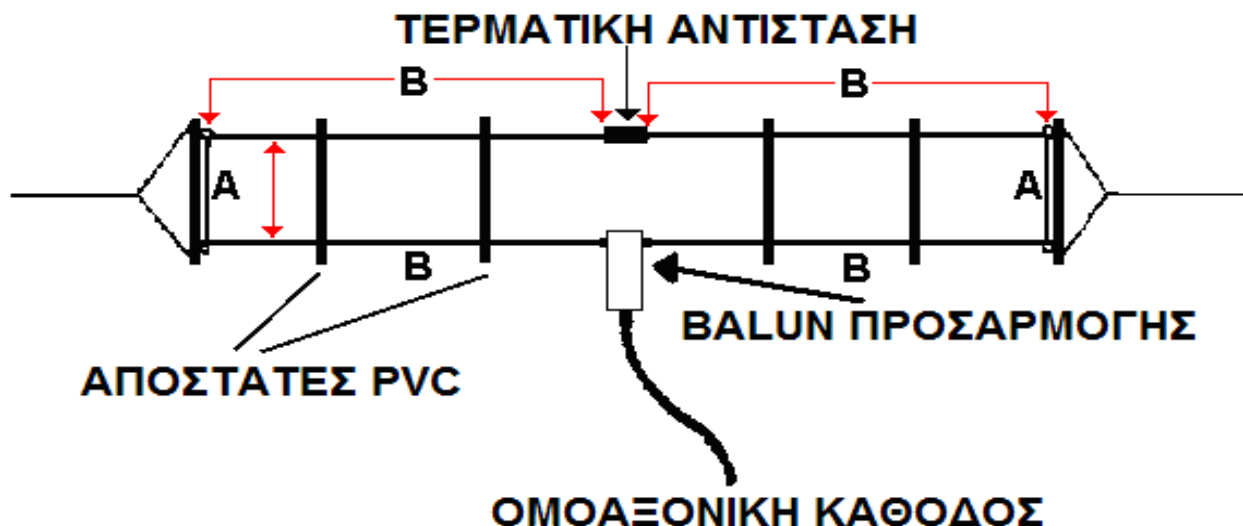 ΤΕΡΜΑΤΙΚΗ ΑΝΤΙΣΤΑΣΗ
B B
A A
B B
BALUN ΠΡΟΣΑΡΜΟΓΗΣ
ΑΠΟΣΤΑΤΕΣ PVC
ΟΜΟΑΞΟΝΙΚΗ ΚΑΘΟΔΟΣ